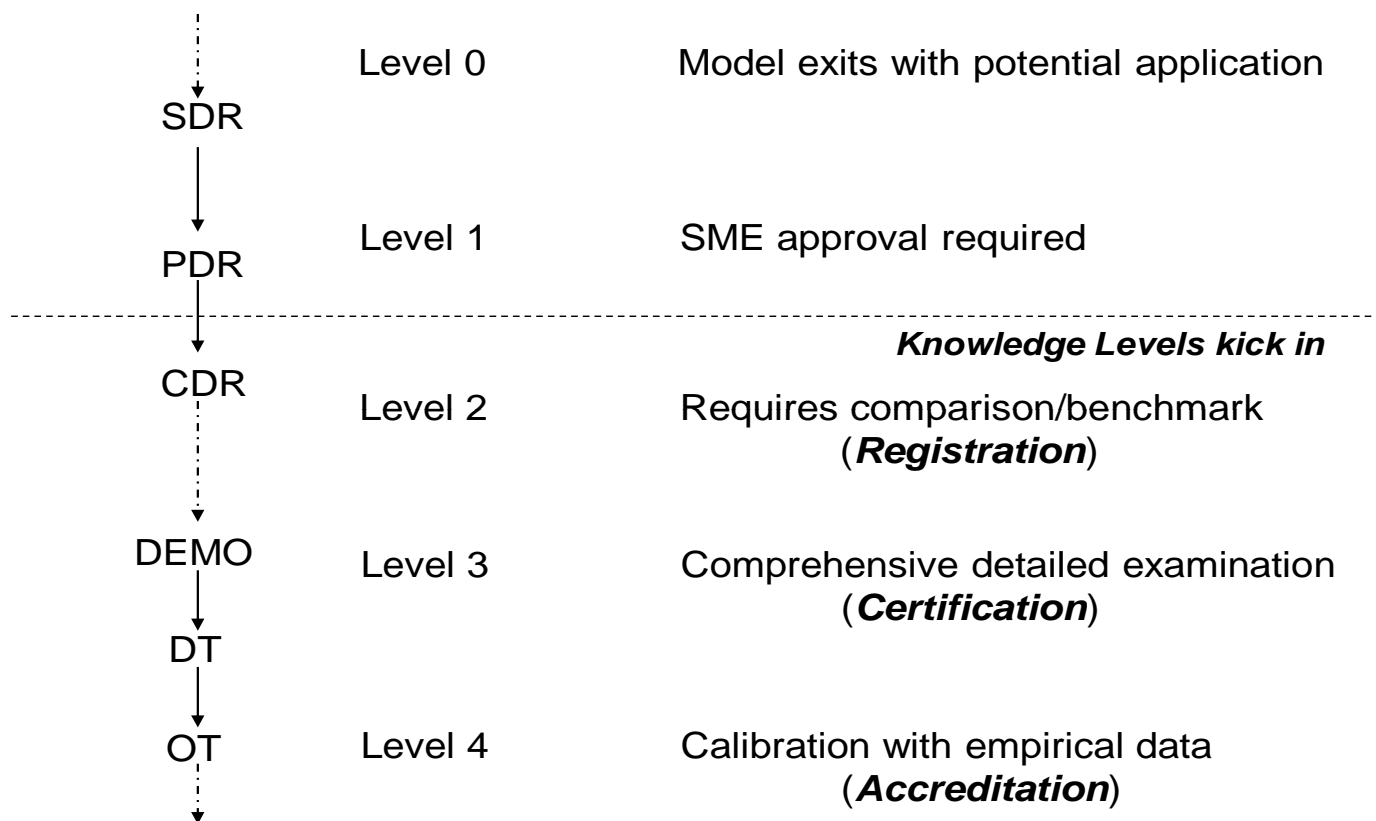 Level 0 Model exits with potential application
SDR
Level 1 SME approval required
PDR
Knowledge Levels kick in
CDR
Level 2 Requires comparison/benchmark
(Registration)
DEMO
Level 3 Comprehensive detailed examination
(Certification)
DT
OT Level 4 Calibration with empirical data
(Accreditation)